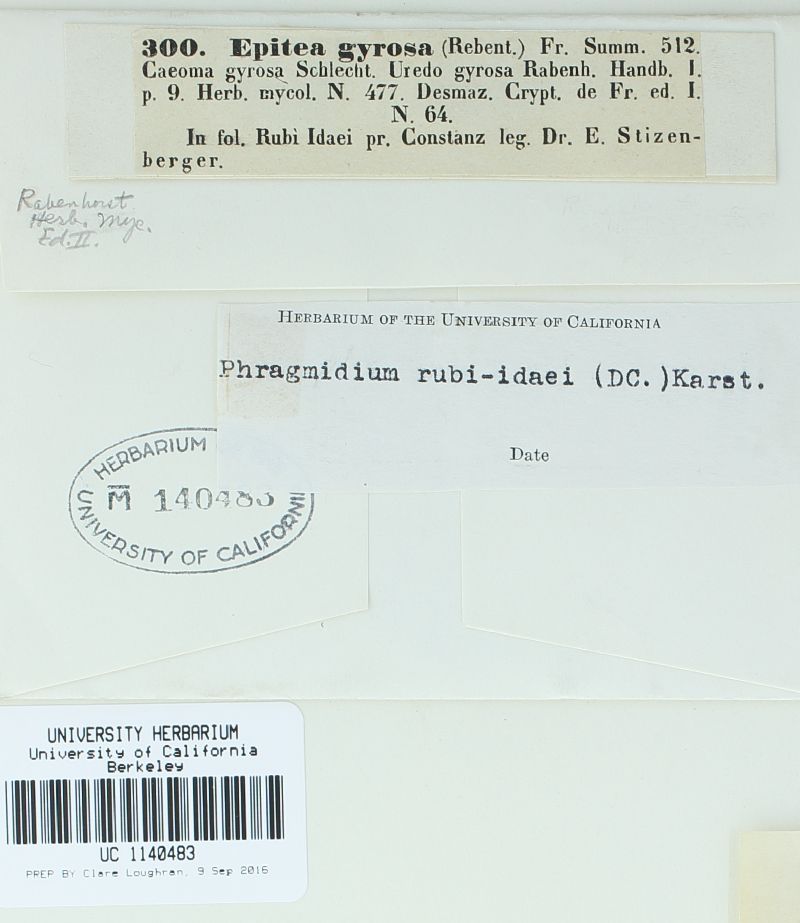 300. Epitea gyrosa (Rebent.) Fr. Summ. 512.
Caeoma gyrosa Schlecht. Uredo gyrosa Rabenh. Handb. I.
p. 9. Herb. mycol. N. 477. Desmaz. Crypt. de Fr. ed. I.
N. 64.
In fol. Rubi Idaei pr. Constanz leg. Dr. E. Stizen-
berger.
Rabenhorst
Herb. Myc.
Ed. II.
HERBARIUM OF THE UNIVERSITY OF CALIFORNIA
Phragmidium rubi-idaei (DC.)Karst.
Date
HERBARIUM
M 140483
UNIVERSITY OF CALIFORNI
UNIVERSITY HERBARIUM
University of California
Berkeley
UC 1140483
PREP BY Clare Loughran, 9 Sep 2016